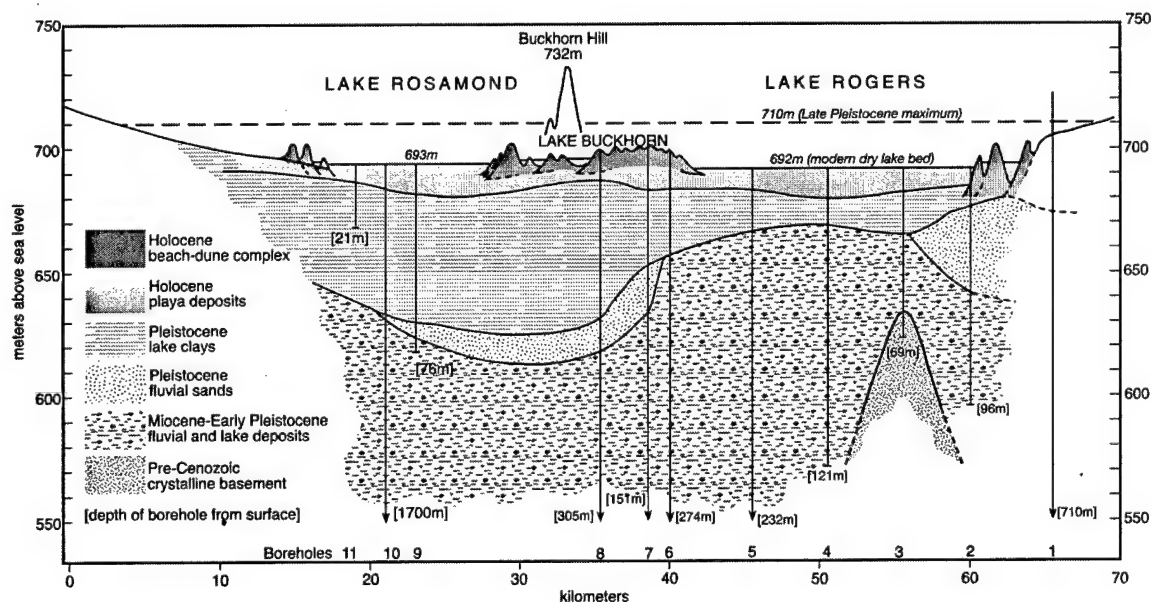 750
700
650
600
550
meters above sea level
Buckhorn Hill
732m
LAKE ROSAMOND
LAKE ROGERS
710m (Late Pleistocene maximum)
LAKE BUCKHORN
693m
692m (modern dry lake bed)
Holocene
beach-dune complex
Holocene
playa deposits
Pleistocene
lake clays
Pleistocene
fluvial sands
Miocene-Early Pleistocene
fluvial and lake deposits
Pre-Cenozoic
crystalline basement
[depth of borehole from surface]
[21m]
[76m]
[1700m]
[305m]
[151m]
[274m]
[232m]
[121m]
[69m]
[96m]
[710m]
750
700
650
600
550
Boreholes 11 10 9 8 7 6 5 4 3 2 1
0 10 20 30 40 50 60 70
kilometers